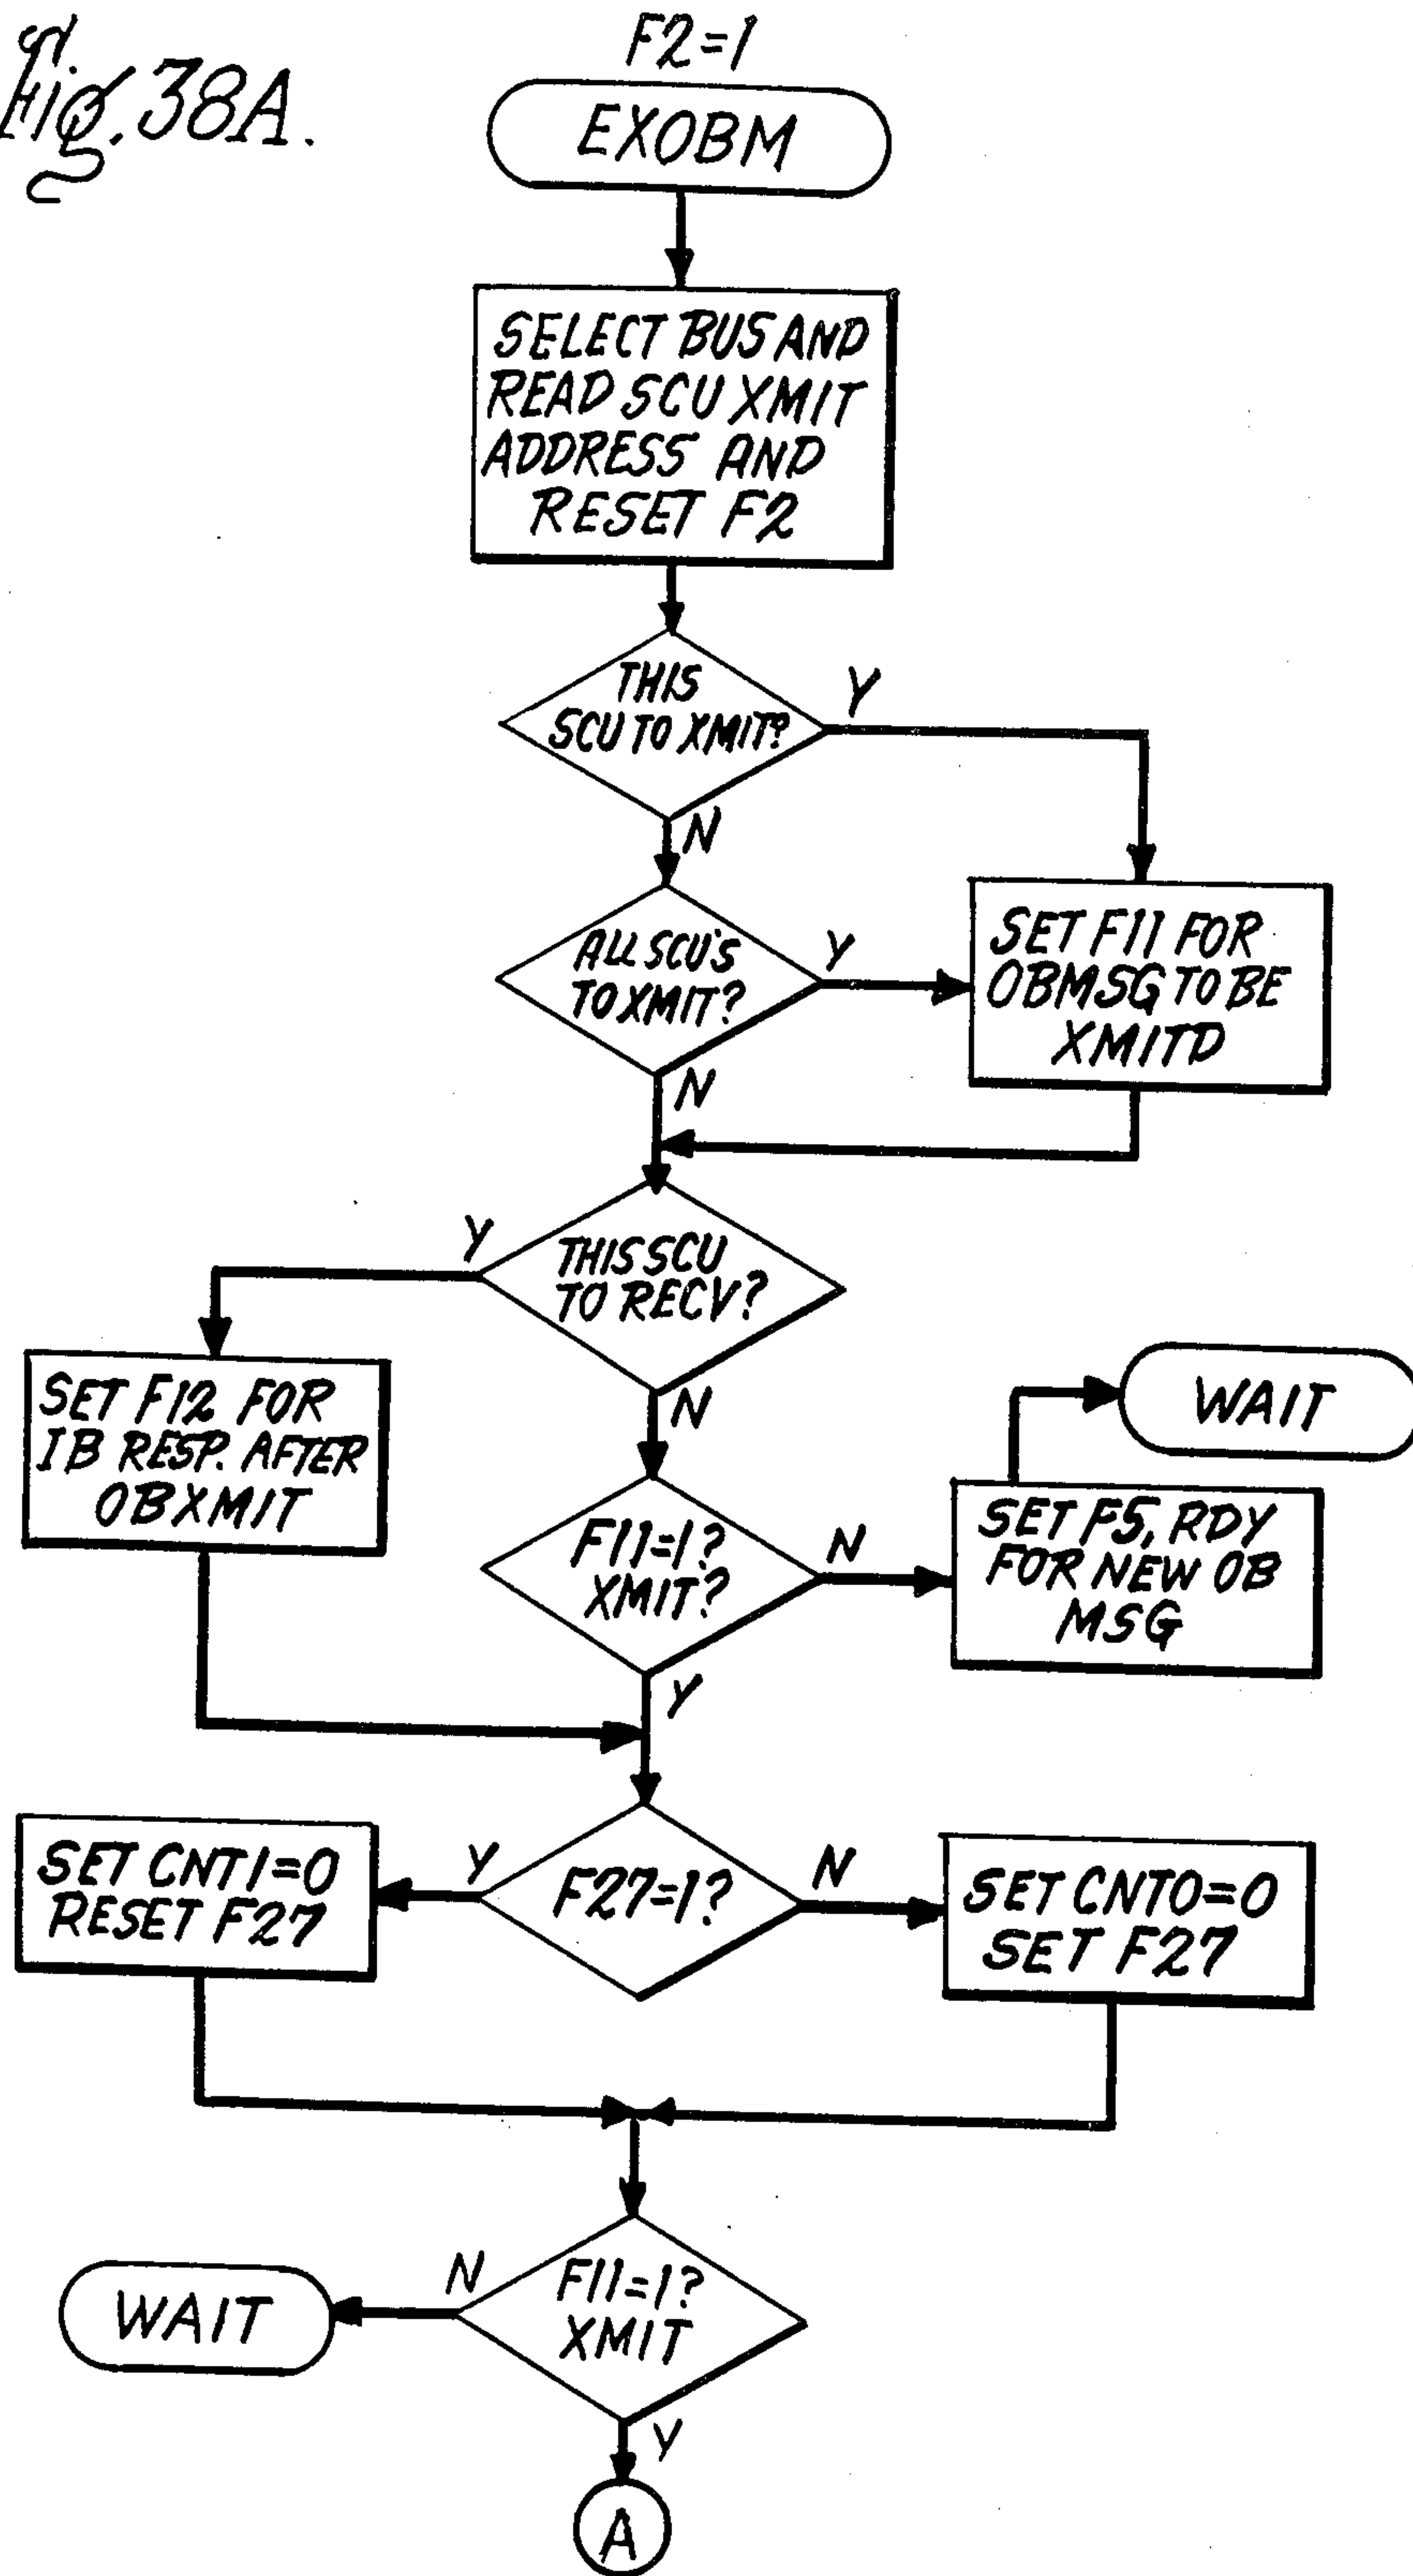 Fig. 38A.
F2=1
EXOBM
SELECT BUS AND
READ SCU XMIT
ADDRESS AND
RESET F2
THIS
SCU TO XMIT?
Y
N
ALL SCU'S
TO XMIT?
Y
SET F11 FOR
OBMSG TO BE
XMITD
N
THIS SCU
TO RECV?
Y
N
SET F12 FOR
IB RESP. AFTER
OBXMIT
WAIT
F11=1?
XMIT?
N
SET F5, RDY
FOR NEW OB
MSG
Y
F27=1?
Y
N
SET CNT1=0
RESET F27
SET CNT0=0
SET F27
F11=1?
XMIT
N
WAIT
Y
A